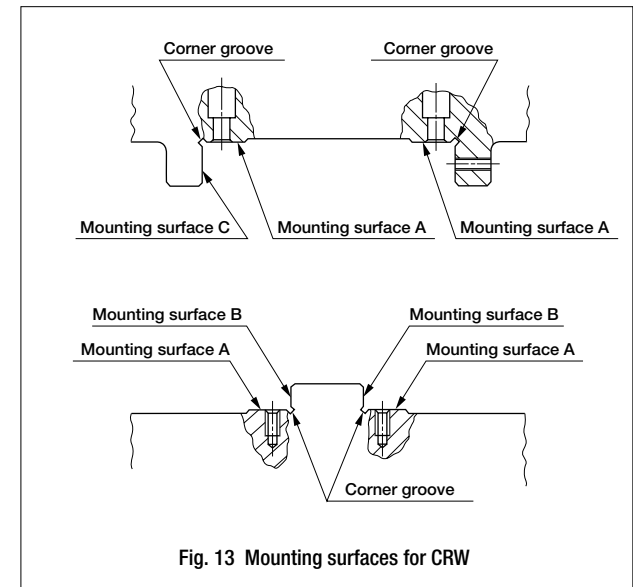 Corner groove
Corner groove
Mounting surface C
Mounting surface A
Mounting surface A
Mounting surface B
Mounting surface B
Mounting surface A
Mounting surface A
Corner groove
Fig. 13 Mounting surfaces for CRW